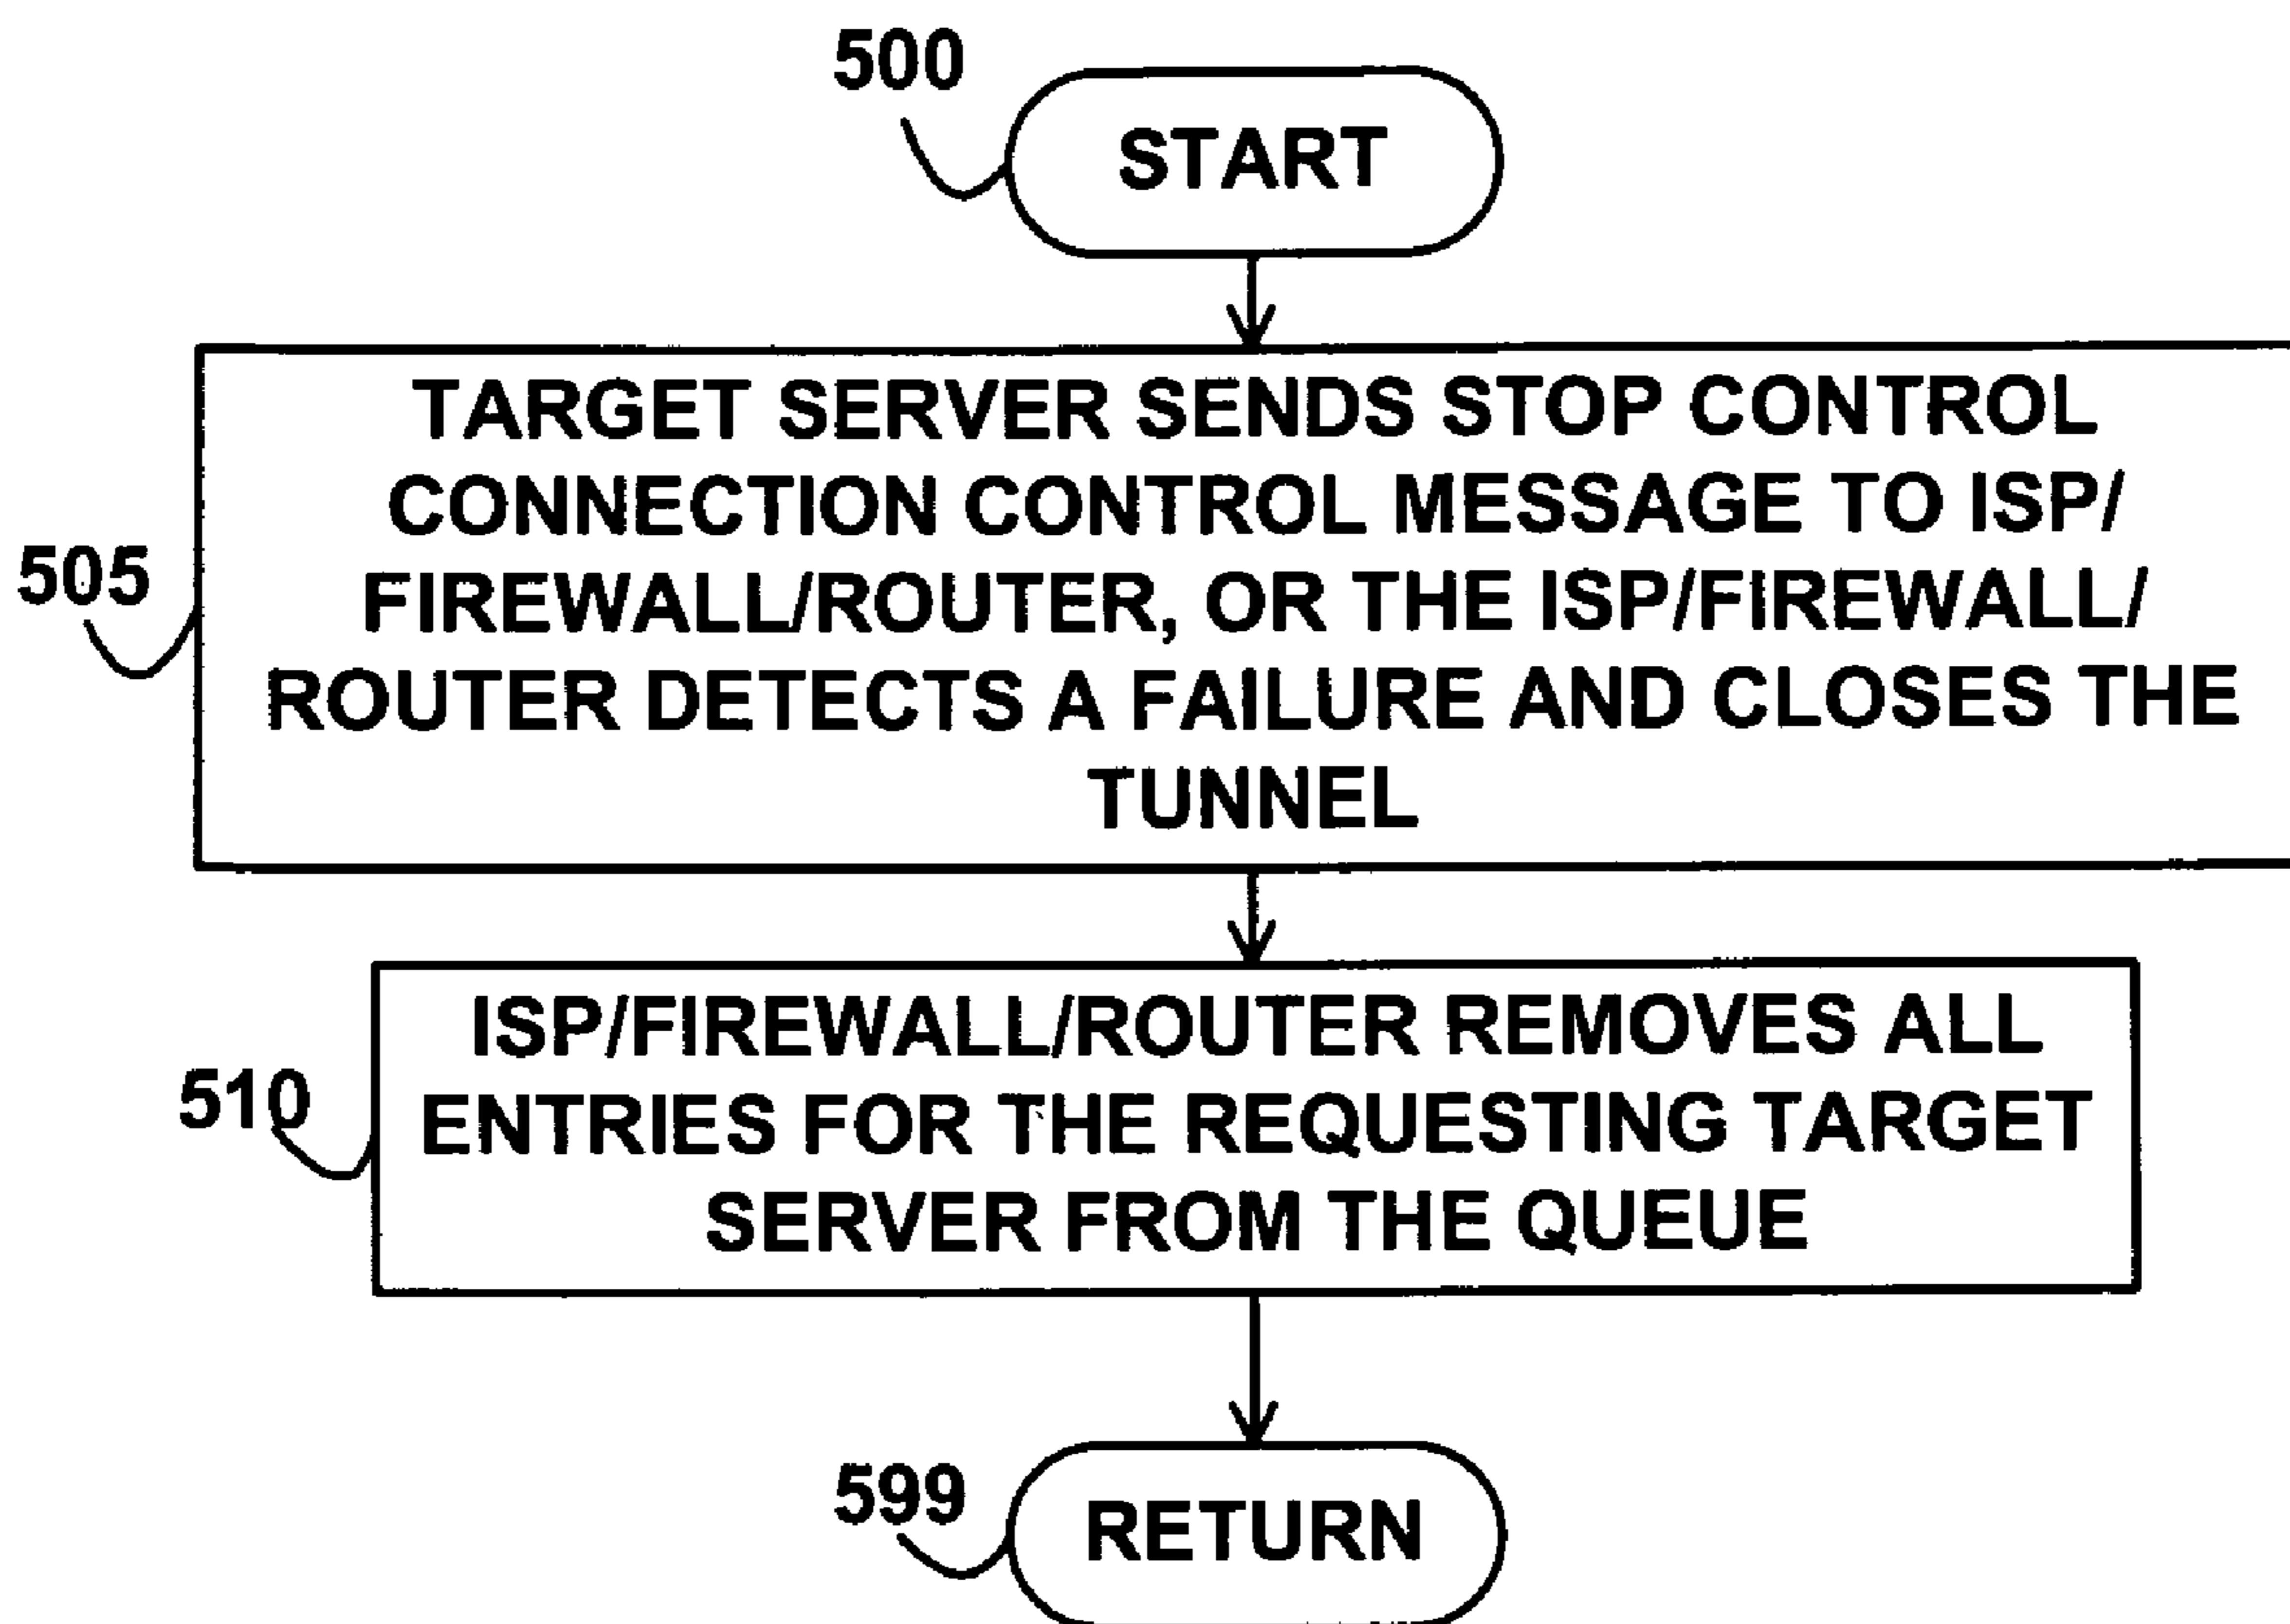 500
START
TARGET SERVER SENDS STOP CONTROL
CONNECTION CONTROL MESSAGE TO ISP/
FIREWALL/ROUTER, OR THE ISP/FIREWALL/
ROUTER DETECTS A FAILURE AND CLOSES THE
TUNNEL
505
ISP/FIREWALL/ROUTER REMOVES ALL
ENTRIES FOR THE REQUESTING TARGET
SERVER FROM THE QUEUE
510
599
RETURN